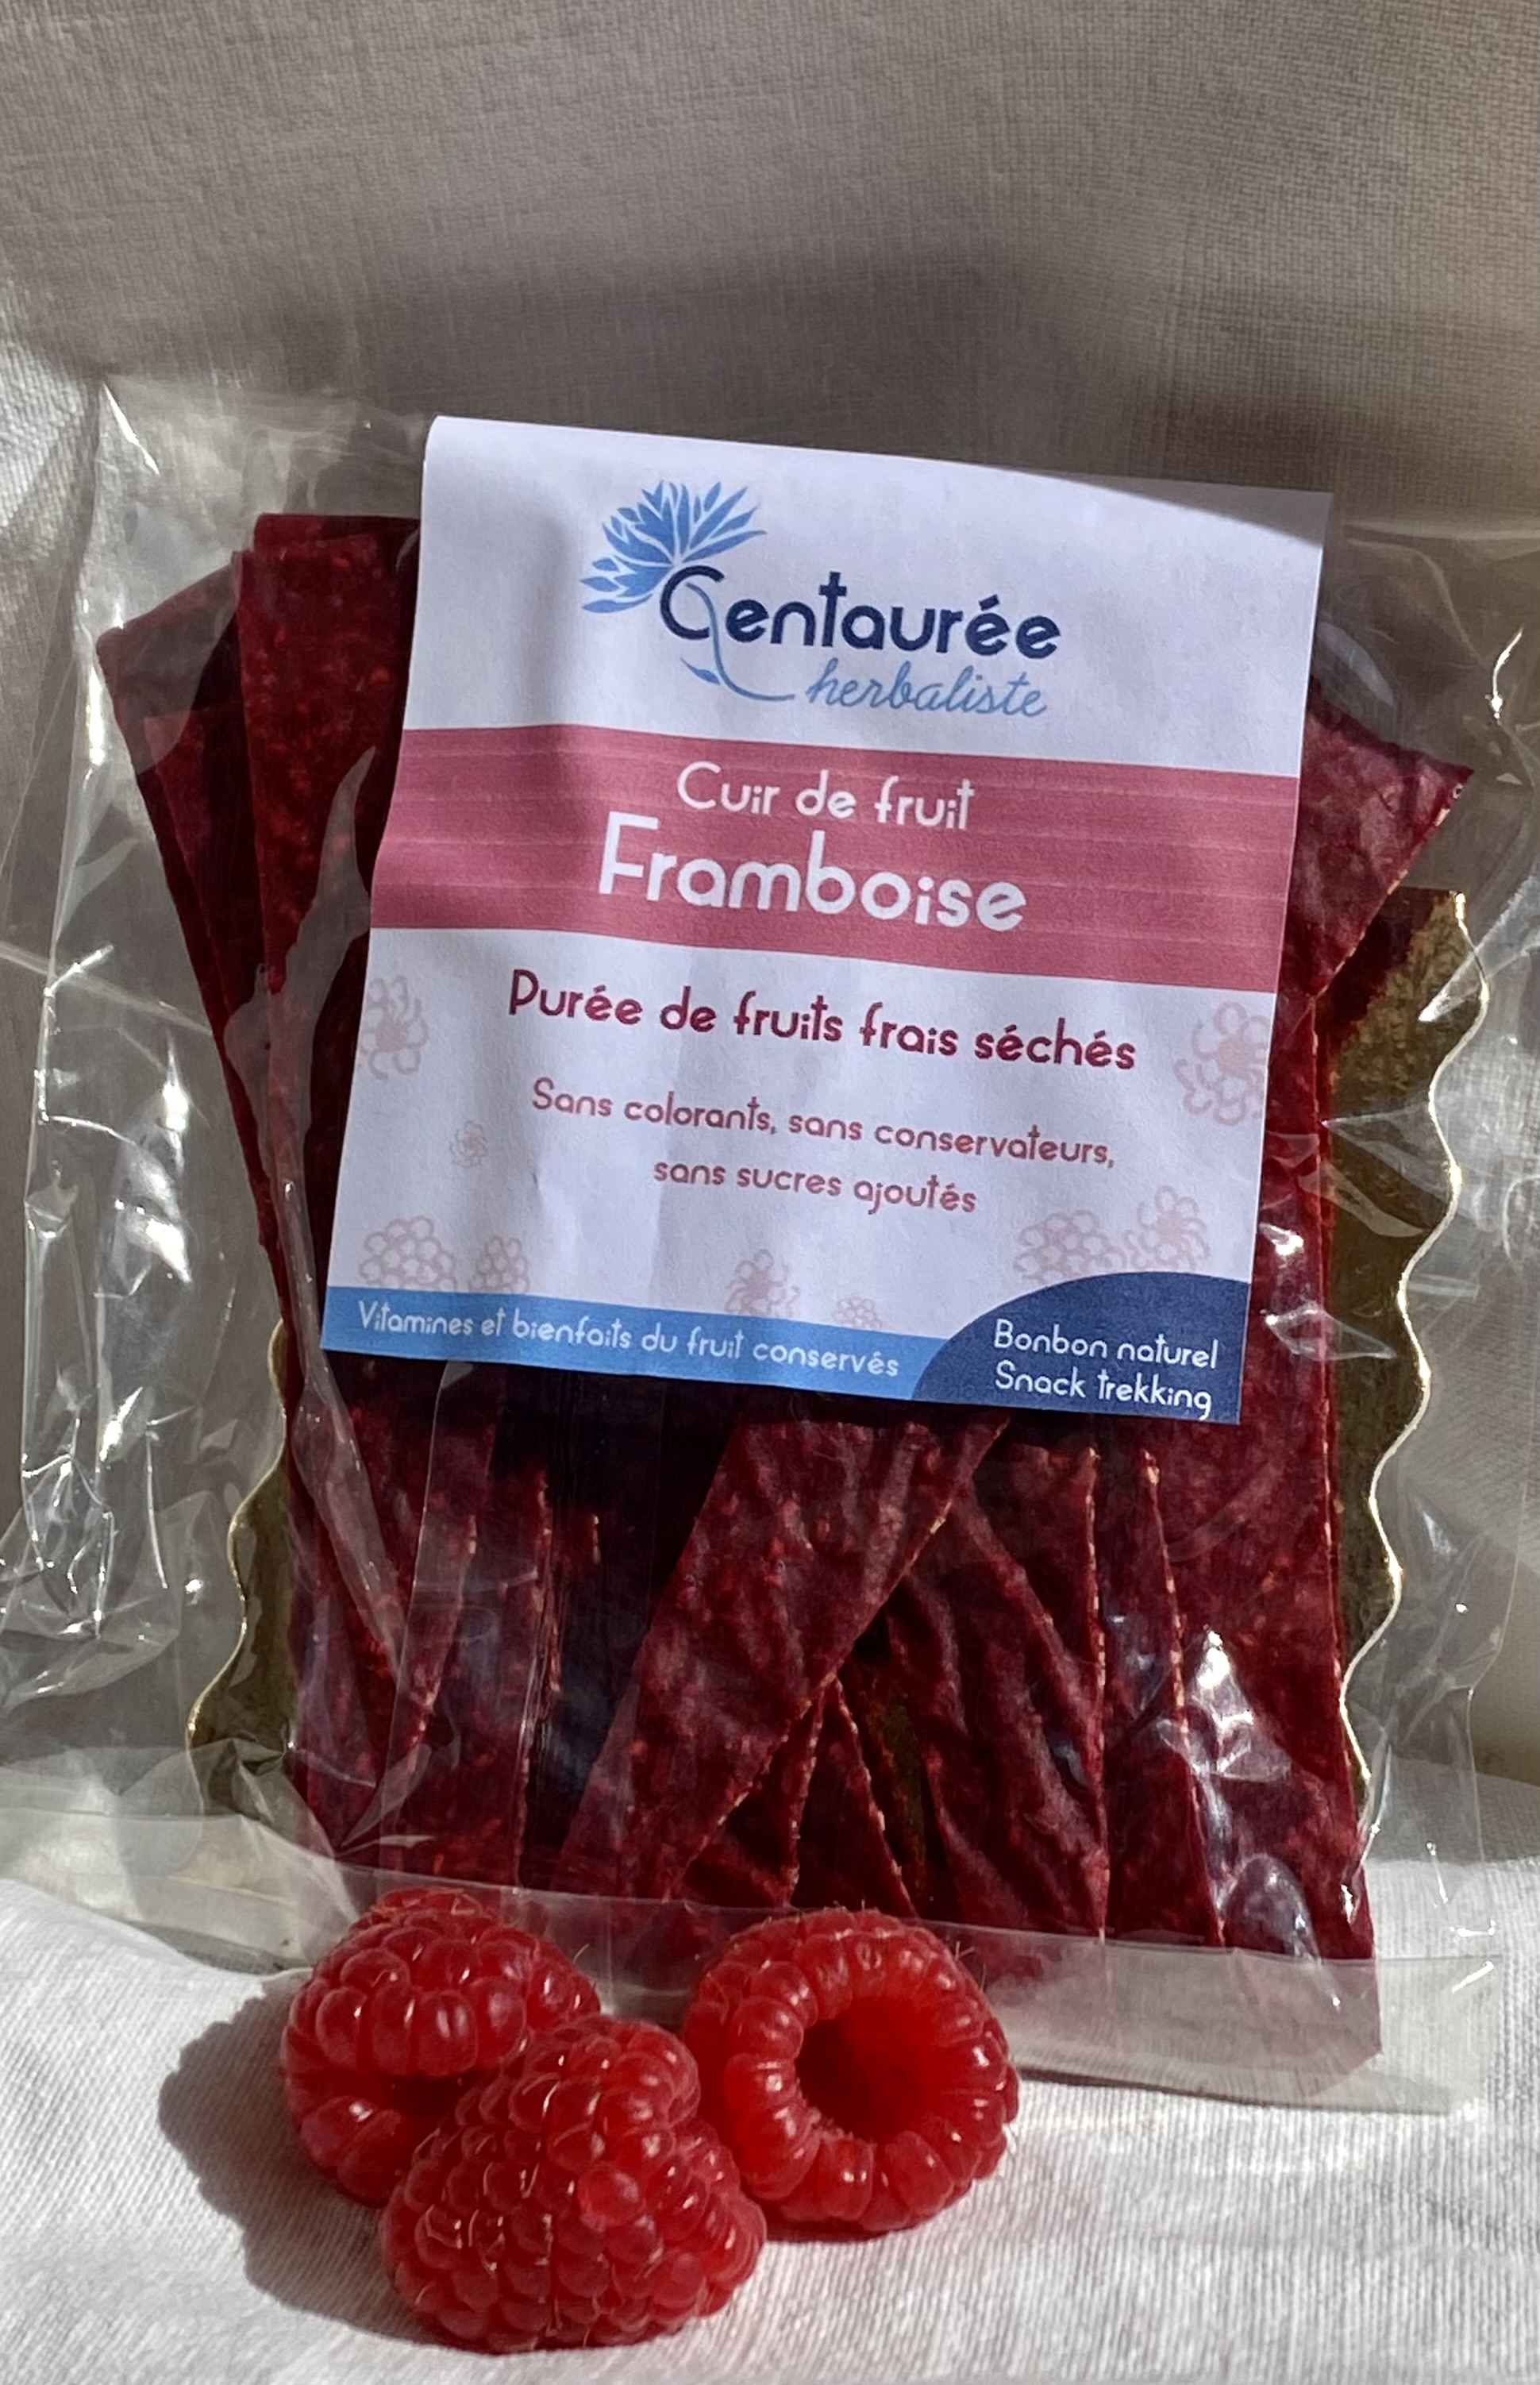 Centaurée
herbaliste
Cuir de fruit
Framboise
Purée de fruits frais séchés
Sans colorants, sans conservateurs,
sans sucres ajoutés
Vitamines et bienfaits du fruit conservés
Bonbon naturel
Snack trekking